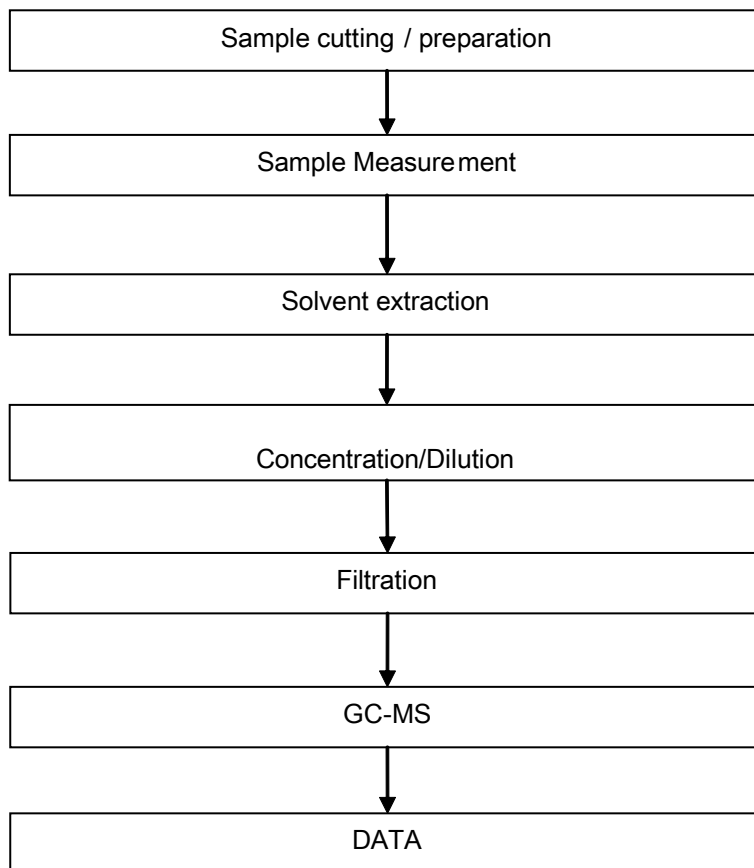 Sample cutting / preparation
Sample Measurement
Solvent extraction
Concentration/Dilution
Filtration
GC-MS
DATA